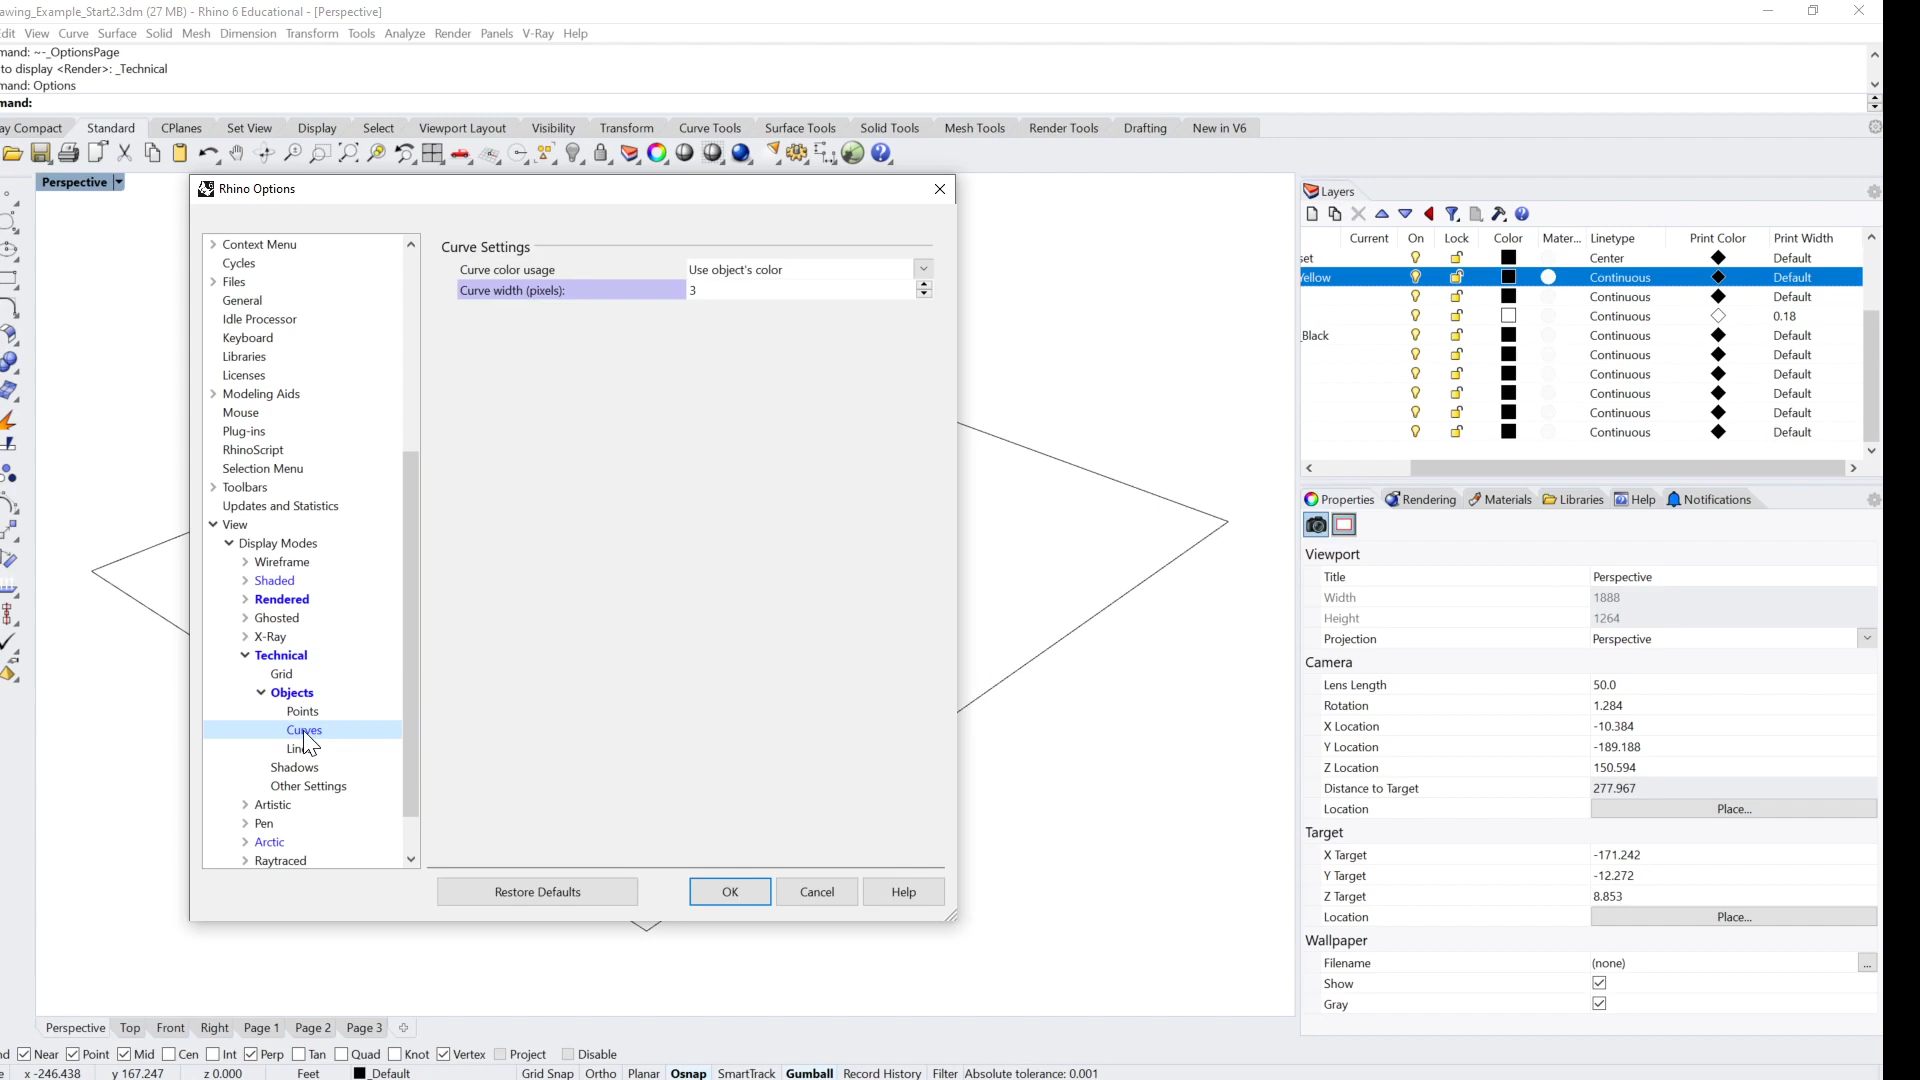 awing_Example_Start2.3dm (27 MB) - Rhino 6 Educational - [Perspective]
dit View Curve Surface Solid Mesh Dimension Transform Tools Analyze Render Panels V-Ray Help
mand: ~-_OptionsPage
to display <Render>: _Technical
mand: Options
mand:
ay Compact Standard CPlanes Set View Display Select Viewport Layout Visibility Transform Curve Tools Surface Tools Solid Tools Mesh Tools Render Tools Drafting New in V6
Perspective
Rhino Options
Context Menu
Cycles
Files
General
Idle Processor
Keyboard
Libraries
Licenses
Modeling Aids
Mouse
Plug-ins
RhinoScript
Selection Menu
Toolbars
Updates and Statistics
View
Display Modes
Wireframe
Shaded
Rendered
Ghosted
X-Ray
Technical
Grid
Objects
Points
Curves
Lin
Shadows
Other Settings
Artistic
Pen
Arctic
Raytraced
Curve Settings
Curve color usage Use object's color
Curve width (pixels): 3
Restore Defaults OK Cancel Help
Layers
Current On Lock Color Mater... Linetype Print Color Print Width
set Center Default
Yellow Continuous Default
Continuous Default
Continuous 0.18
_Black Continuous Default
Continuous Default
Continuous Default
Continuous Default
Continuous Default
Continuous Default
Properties Rendering Materials Libraries Help Notifications
Viewport
Title Perspective
Width 1888
Height 1264
Projection Perspective
Camera
Lens Length 50.0
Rotation 1.284
X Location -10.384
Y Location -189.188
Z Location 150.594
Distance to Target 277.967
Location Place...
Target
X Target -171.242
Y Target -12.272
Z Target 8.853
Location Place...
Wallpaper
Filename (none) ...
Show
Gray
Perspective Top Front Right Page 1 Page 2 Page 3
nd Near Point Mid Cen Int Perp Tan Quad Knot Vertex Project Disable
e x -246.438 y 167.247 z 0.000 Feet _Default Grid Snap Ortho Planar Osnap SmartTrack Gumball Record History Filter Absolute tolerance: 0.001